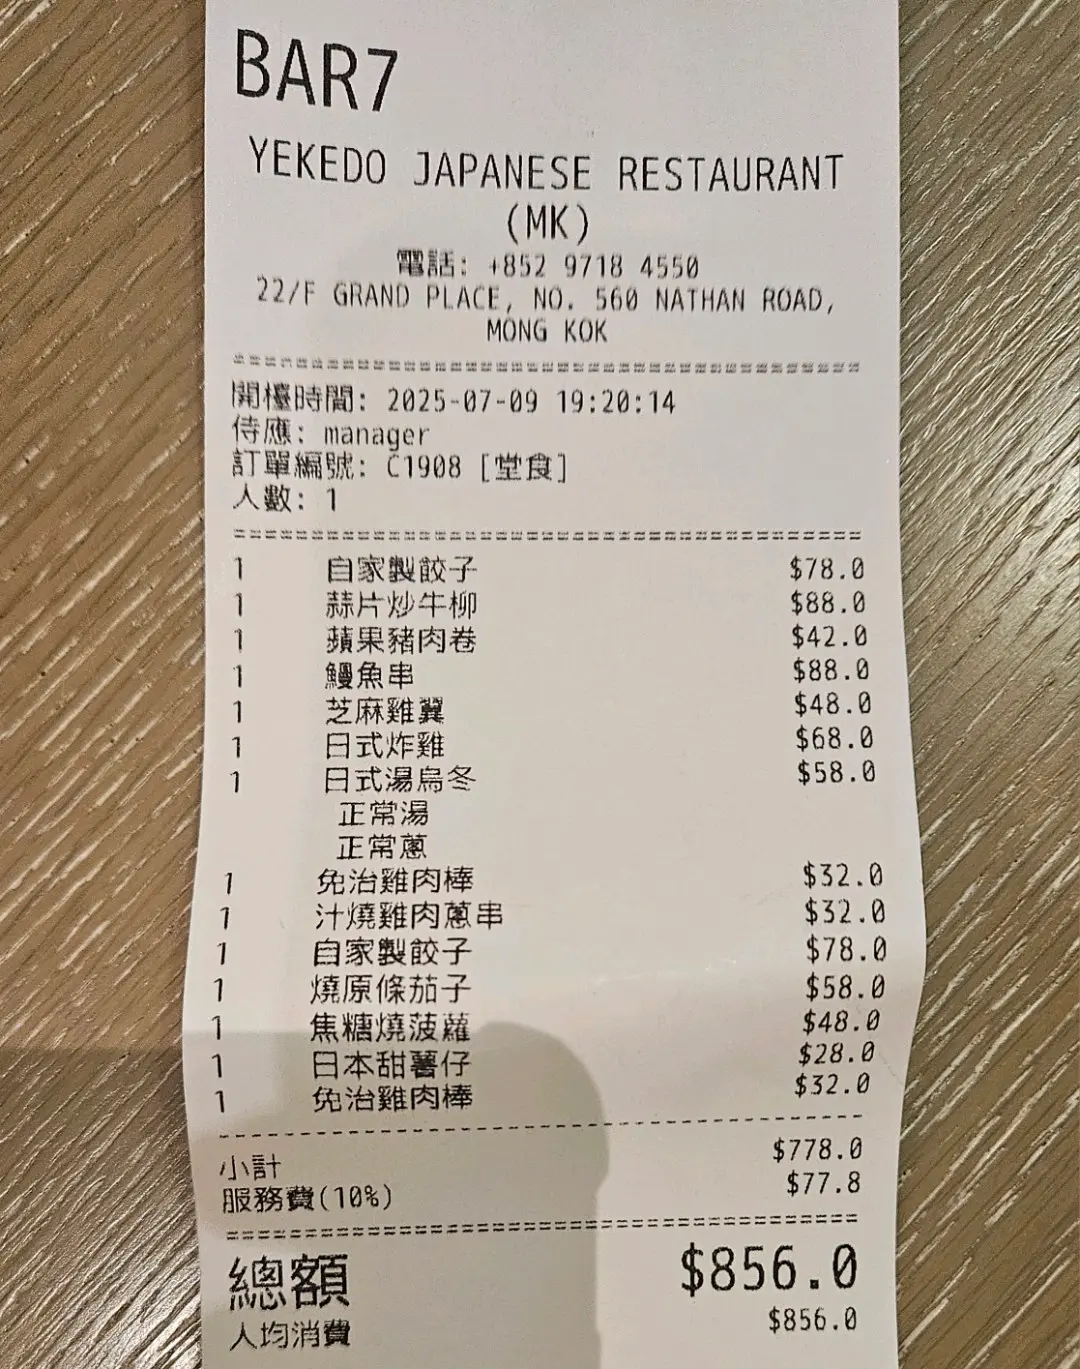 BAR7
YEKEDO JAPANESE RESTAURANT
(MK)
電話: +852 9718 4550
22/F GRAND PLACE, NO. 560 NATHAN ROAD,
MONG KOK
========================================
開檯時間: 2025-07-09 19:20:14
侍應: manager
訂單編號: C1908 [堂食]
人數: 1
========================================
1 自家製餃子 $78.0
1 蒜片炒牛柳 $88.0
1 蘋果豬肉卷 $42.0
1 鰻魚串 $88.0
1 芝麻雞翼 $48.0
1 日式炸雞 $68.0
1 日式湯烏冬 $58.0
正常湯
正常蔥
1 免治雞肉棒 $32.0
1 汁燒雞肉蔥串 $32.0
1 自家製餃子 $78.0
1 燒原條茄子 $58.0
1 焦糖燒菠蘿 $48.0
1 日本甜薯仔 $28.0
1 免治雞肉棒 $32.0
----------------------------------------
小計 $778.0
服務費(10%) $77.8
========================================
總額 $856.0
人均消費 $856.0